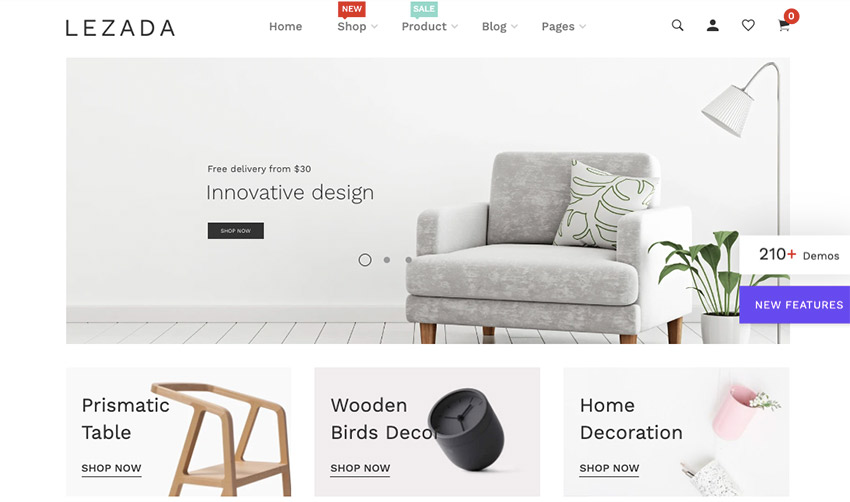 NEW
SALE
LEZADA
Home
Shop
Product
Blog
Pages
0
Free delivery from $30
Innovative design
SHOP NOW
210+ Demos
NEW FEATURES
Prismatic
Table
SHOP NOW
Wooden
Birds Decor
SHOP NOW
Home
Decoration
SHOP NOW